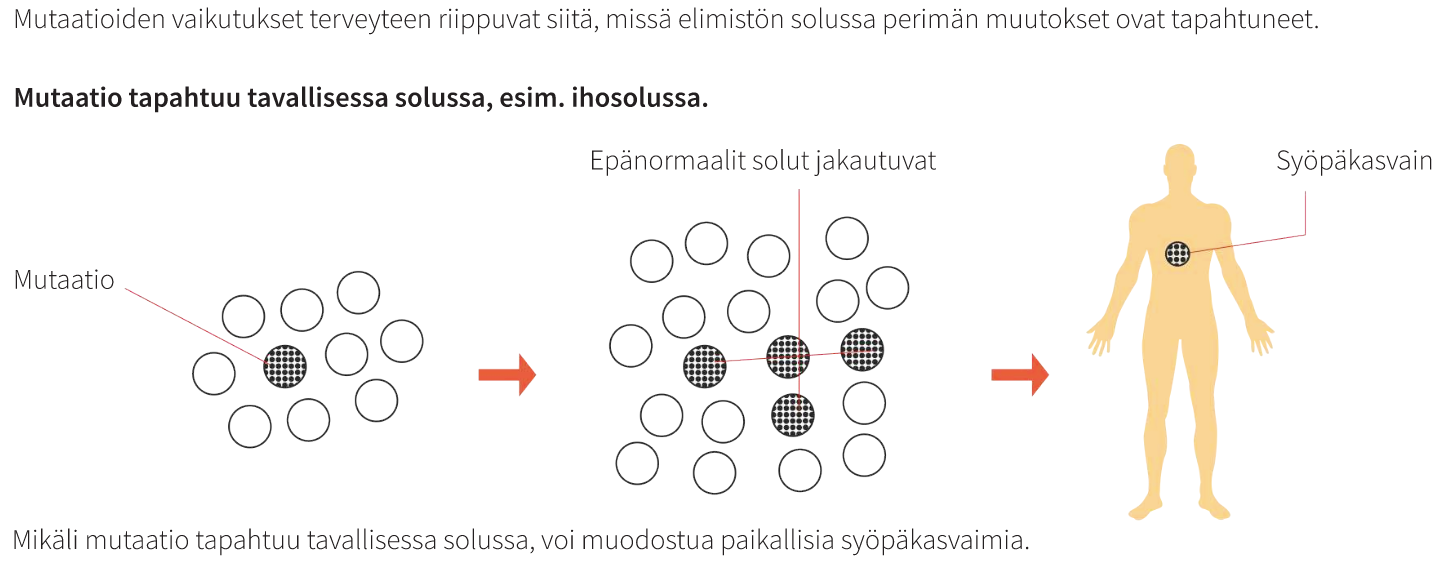 Mutaatioiden vaikutukset terveyteen riippuvat siitä, missä elimistön solussa perimän muutokset ovat tapahtuneet.
Mutaatio tapahtuu tavallisessa solussa, esim. ihosolussa.
Epänormaalit solut jakautuvat
Syöpäkasvain
Mutaatio
Mikäli mutaatio tapahtuu tavallisessa solussa, voi muodostua paikallisia syöpäkasvaimia.